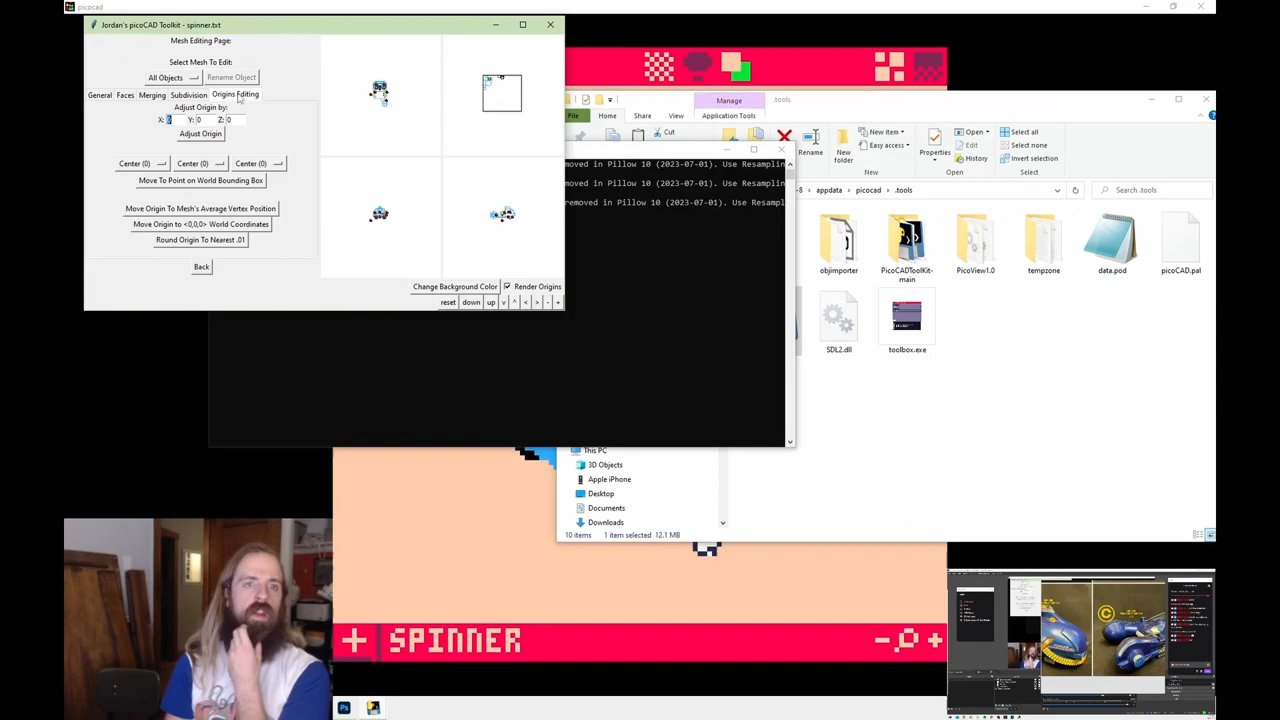 picocad
Jordan's picoCAD Toolkit - spinner.txt
Mesh Editing Page:
Select Mesh To Edit:
All Objects
Rename Object
General Faces Merging Subdivision Origins Editing
Adjust Origin by:
X: 0 Y: 0 Z: 0
Adjust Origin
Center (0) Center (0) Center (0)
Move To Point on World Bounding Box
Move Origin To Mesh's Average Vertex Position
Move Origin to <0,0,0> World Coordinates
Round Origin To Nearest .01
Back
Change Background Color
Render Origins
reset down up v ^ < > - +
Manage
.tools
File Home Share View Application Tools
Cut
Rename
New folder
New item
Easy access
New
Properties
Open
Edit
History
Open
Select all
Select none
Invert selection
Select
appdata > picocad > .tools
Search .tools
moved in Pillow 10 (2023-07-01). Use Resamplin
moved in Pillow 10 (2023-07-01). Use Resamplin
removed in Pillow 10 (2023-07-01). Use Resampl
objimporter
PicoCADToolKit-main
PicoView1.0
tempzone
data.pod
picoCAD.pal
SDL2.dll
toolbox.exe
This PC
3D Objects
Apple iPhone
Desktop
Documents
Downloads
10 items 1 item selected 12.1 MB
+ SPINNER
Ps